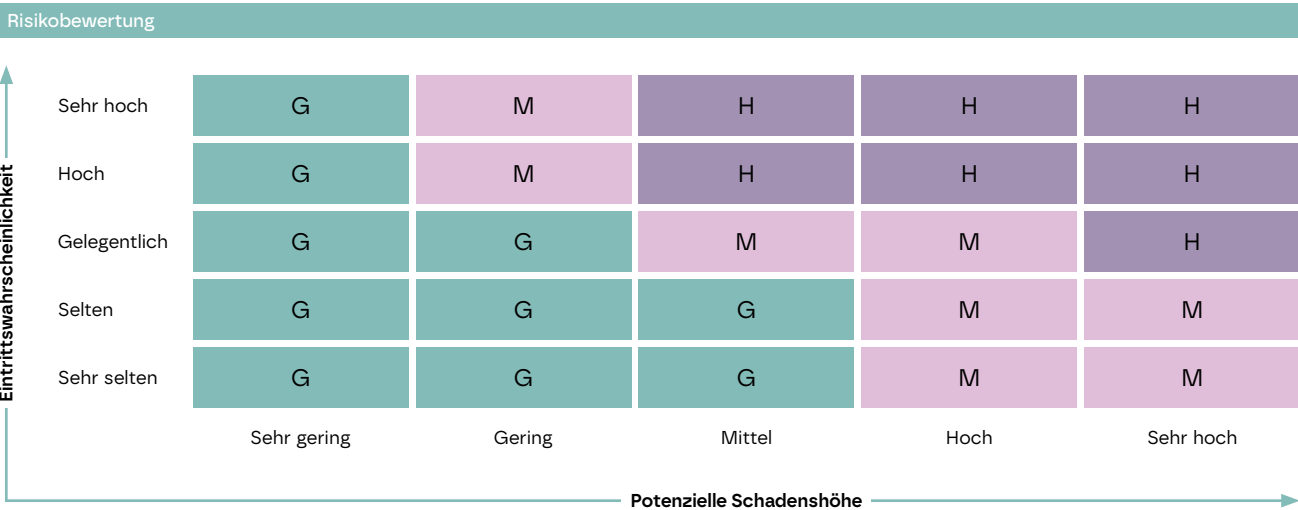 Risikobewertung
Eintrittswahrscheinlichkeit
Sehr hoch G M H H H
Hoch G M H H H
Gelegentlich G G M M H
Selten G G G M M
Sehr selten G G G M M
Sehr gering Gering Mittel Hoch Sehr hoch
Potenzielle Schadenshöhe